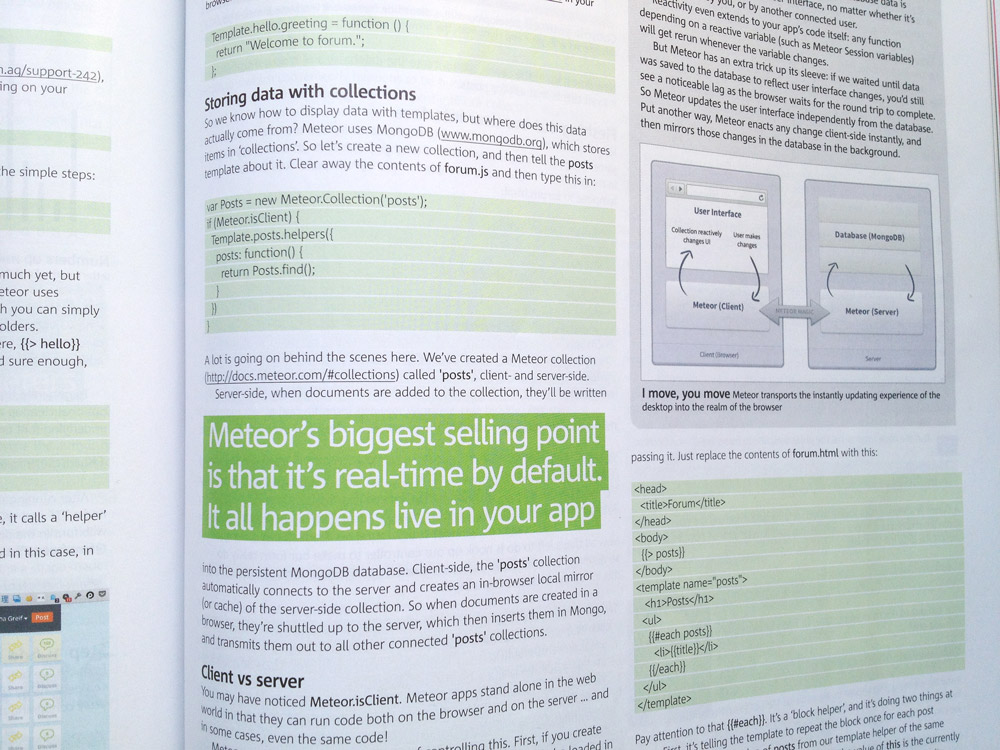 n.ag/support-242),
ing on your
the simple steps:
much yet, but
eteor uses
h you can simply
olders.
ere, {{> hello}}
d sure enough,
e, it calls a 'helper'
d in this case, in
Post
Template.hello.greeting = function () {
return "Welcome to forum.";
};
Storing data with collections
So we know how to display data with templates, but where does this data
actually come from? Meteor uses MongoDB (www.mongodb.org), which stores
items in 'collections'. So let's create a new collection, and then tell the posts
template about it. Clear away the contents of forum.js and then type this in:
var Posts = new Meteor.Collection('posts');
if (Meteor.isClient) {
Template.posts.helpers({
posts: function() {
return Posts.find();
}
})
}
A lot is going on behind the scenes here. We've created a Meteor collection
(http://docs.meteor.com/#collections) called 'posts', client- and server-side.
Server-side, when documents are added to the collection, they'll be written
Meteor's biggest selling point
is that it's real-time by default.
It all happens live in your app
into the persistent MongoDB database. Client-side, the 'posts' collection
automatically connects to the server and creates an in-browser local mirror
(or cache) of the server-side collection. So when documents are created in a
browser, they're shuttled up to the server, which then inserts them in Mongo,
and transmits them out to all other connected 'posts' collections.
Client vs server
You may have noticed Meteor.isClient. Meteor apps stand alone in the web
world in that they can run code both on the browser and on the server ... and
in some cases, even the same code!
this. First, if you create
interface, no matter whether it's
you, or by another connected user.
Reactivity even extends to your app's code itself: any function
depending on a reactive variable (such as Meteor Session variables)
will get rerun whenever the variable changes.
But Meteor has an extra trick up its sleeve: if we waited until data
was saved to the database to reflect user interface changes, you'd still
see a noticeable lag as the browser waits for the round trip to complete.
So Meteor updates the user interface independently from the database.
Put another way, Meteor enacts any change client-side instantly, and
then mirrors those changes in the database in the background.
User Interface
Collection reactively
changes UI
User makes
changes
Meteor (Client)
Client (Browser)
METEOR MAGIC
Database (MongoDB)
Meteor (Server)
Server
I move, you move Meteor transports the instantly updating experience of the
desktop into the realm of the browser
passing it. Just replace the contents of forum.html with this:
<head>
<title>Forum</title>
</head>
<body>
{{> posts}}
</body>
<template name="posts">
<h1>Posts</h1>
<ul>
{{#each posts}}
<li>{{title}}</li>
{{/each}}
</ul>
</template>
Pay attention to that {{#each}}. It's a 'block helper', and it's doing two things at
First, it's telling the template to repeat the block once for each post
posts from our template helper of the same
value of this is the currently